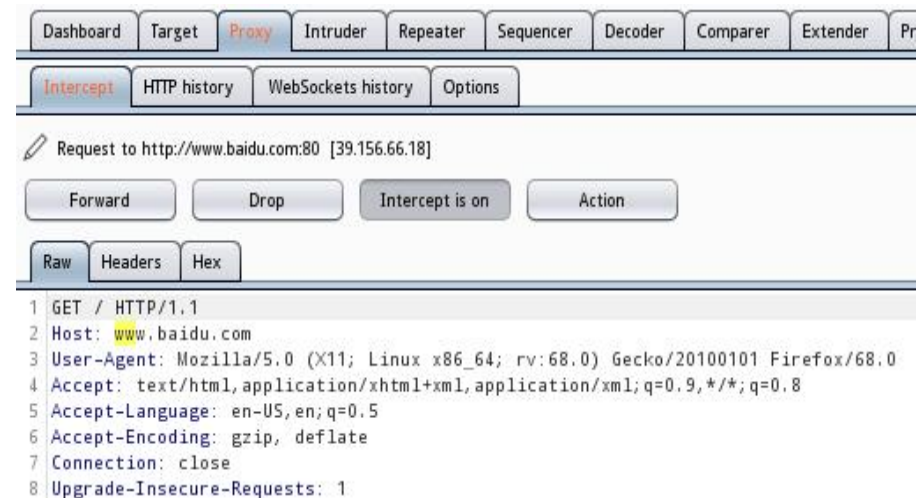 Dashboard Target Proxy Intruder Repeater Sequencer Decoder Comparer Extender Pr
Intercept HTTP history WebSockets history Options
Request to http://www.baidu.com:80 [39.156.66.18]
Forward Drop Intercept is on Action
Raw Headers Hex
1 GET / HTTP/1.1
2 Host: www.baidu.com
3 User-Agent: Mozilla/5.0 (X11; Linux x86_64; rv:68.0) Gecko/20100101 Firefox/68.0
4 Accept: text/html,application/xhtml+xml,application/xml;q=0.9,*/*;q=0.8
5 Accept-Language: en-US,en;q=0.5
6 Accept-Encoding: gzip, deflate
7 Connection: close
8 Upgrade-Insecure-Requests: 1